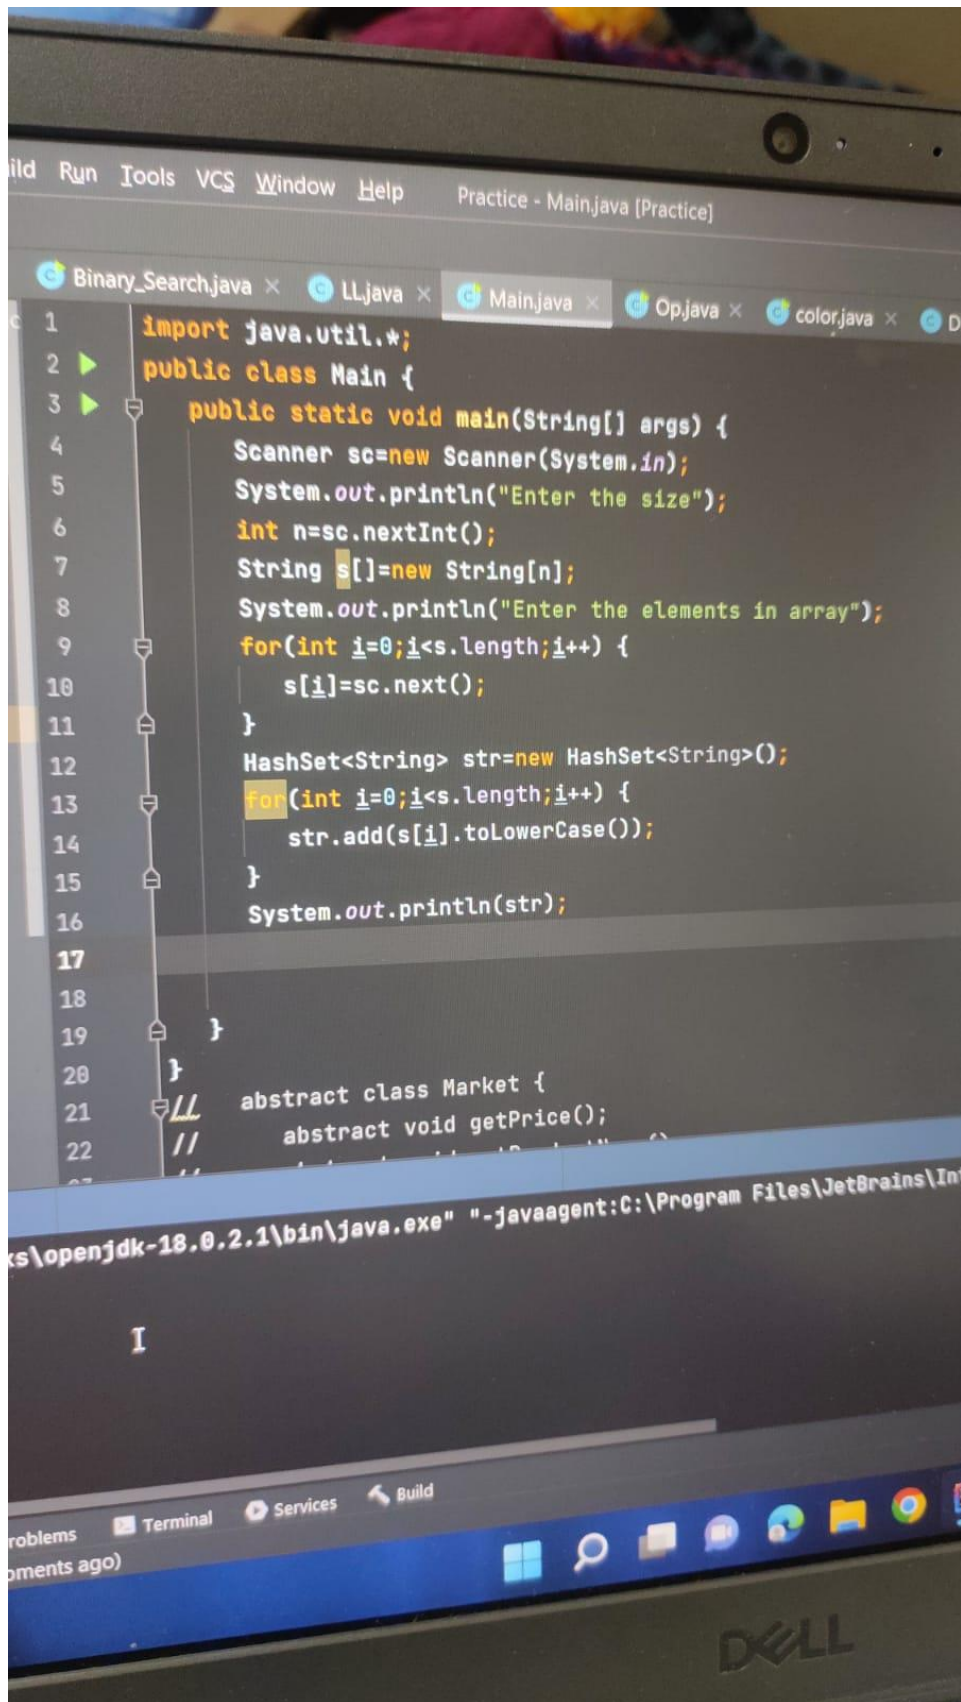 Run Tools VCS Window Help Practice - Main.java [Practice]
Binary_Search.java LL.java Main.java Op.java color.java
1 import java.util.*;
2 public class Main {
3 public static void main(String[] args) {
4 Scanner sc=new Scanner(System.in);
5 System.out.println("Enter the size");
6 int n=sc.nextInt();
7 String s[]=new String[n];
8 System.out.println("Enter the elements in array");
9 for(int i=0;i<s.length;i++) {
10 s[i]=sc.next();
11 }
12 HashSet<String> str=new HashSet<String>();
13 for(int i=0;i<s.length;i++) {
14 str.add(s[i].toLowerCase());
15 }
16 System.out.println(str);
17
18
19 }
20 }
21 // abstract class Market {
22 // abstract void getPrice();
ks\openjdk-18.0.2.1\bin\java.exe" "-javaagent:C:\Program Files\JetBrains\Int
roblems Terminal Services Build
oments ago)
DELL